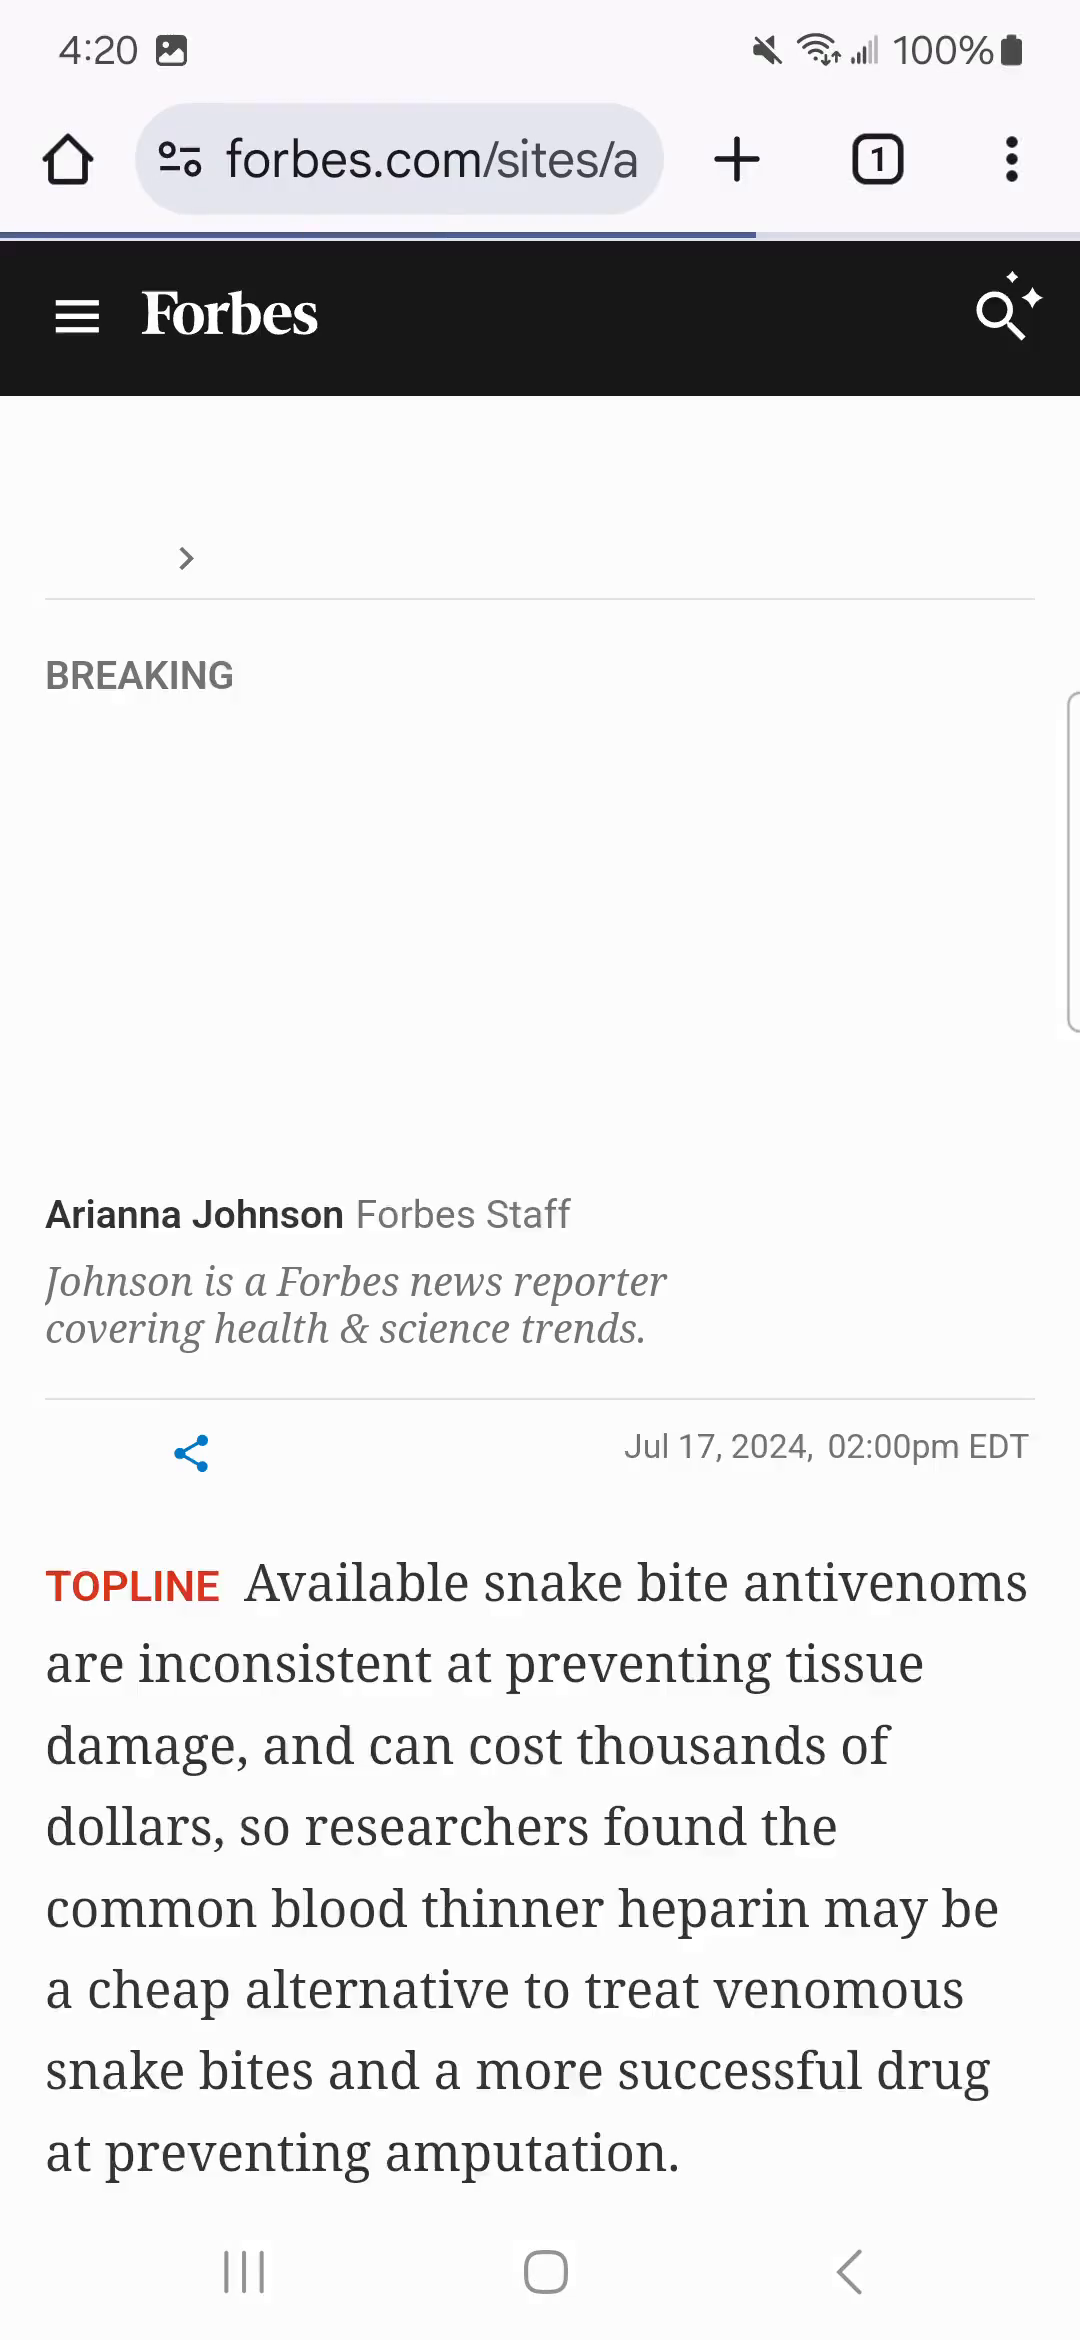 4:20
100%
forbes.com/sites/a
1
Forbes
BREAKING
Arianna Johnson Forbes Staff
Johnson is a Forbes news reporter
covering health & science trends.
Jul 17, 2024, 02:00pm EDT
TOPLINE Available snake bite antivenoms
are inconsistent at preventing tissue
damage, and can cost thousands of
dollars, so researchers found the
common blood thinner heparin may be
a cheap alternative to treat venomous
snake bites and a more successful drug
at preventing amputation.